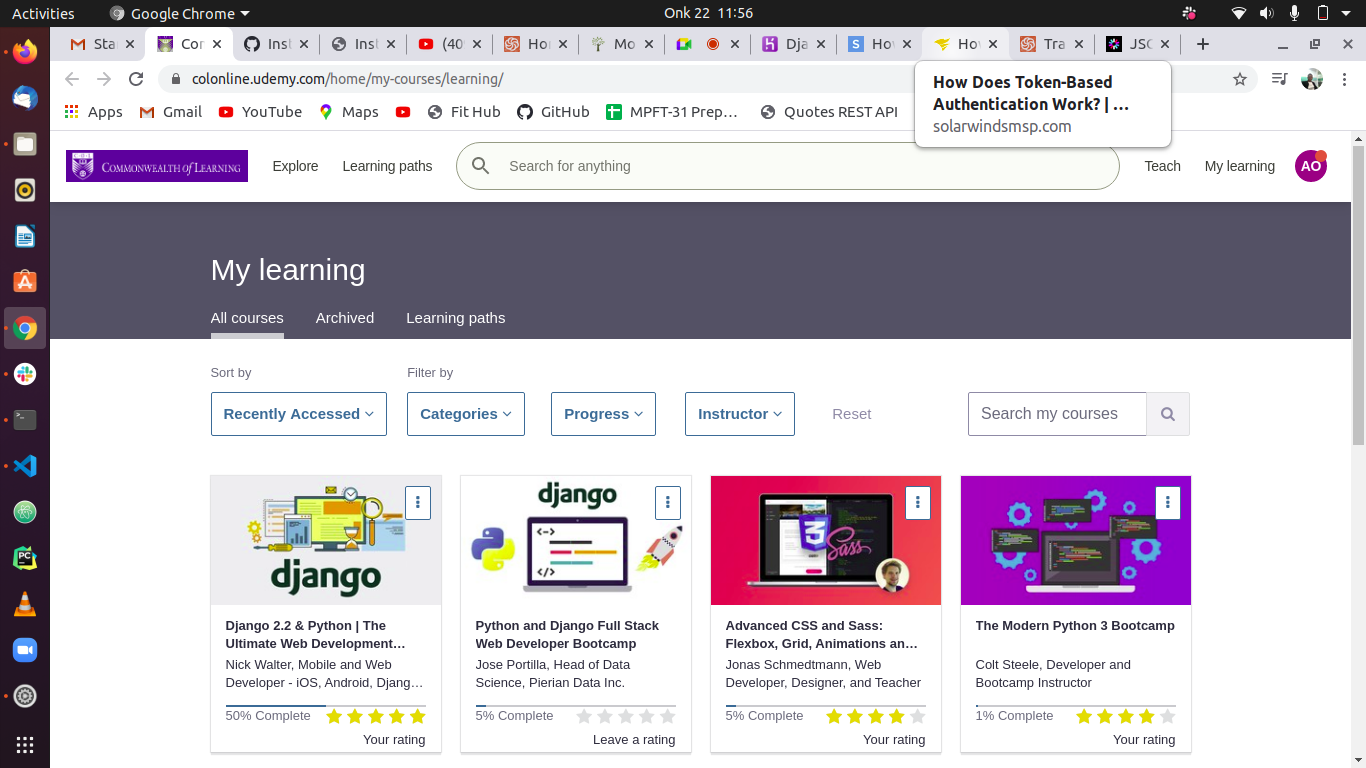 Activities Google Chrome Onk 22 11:56
Sta Cor Inst Inst (40 Hor Mo Dja Hov Hov Tra JSC
colonline.udemy.com/home/my-courses/learning/
How Does Token-Based
Authentication Work? | …
solarwindsmsp.com
Apps Gmail YouTube Maps Fit Hub GitHub MPFT-31 Prep… Quotes REST API
COMMONWEALTH of LEARNING Explore Learning paths Search for anything Teach My learning AO
My learning
All courses Archived Learning paths
Sort by Filter by
Recently Accessed Categories Progress Instructor Reset Search my courses
django
django
Sass
Django 2.2 & Python | The
Ultimate Web Development…
Nick Walter, Mobile and Web
Developer - iOS, Android, Djang…
50% Complete
Your rating
Python and Django Full Stack
Web Developer Bootcamp
Jose Portilla, Head of Data
Science, Pierian Data Inc.
5% Complete
Leave a rating
Advanced CSS and Sass:
Flexbox, Grid, Animations an…
Jonas Schmedtmann, Web
Developer, Designer, and Teacher
5% Complete
Your rating
The Modern Python 3 Bootcamp
Colt Steele, Developer and
Bootcamp Instructor
1% Complete
Your rating